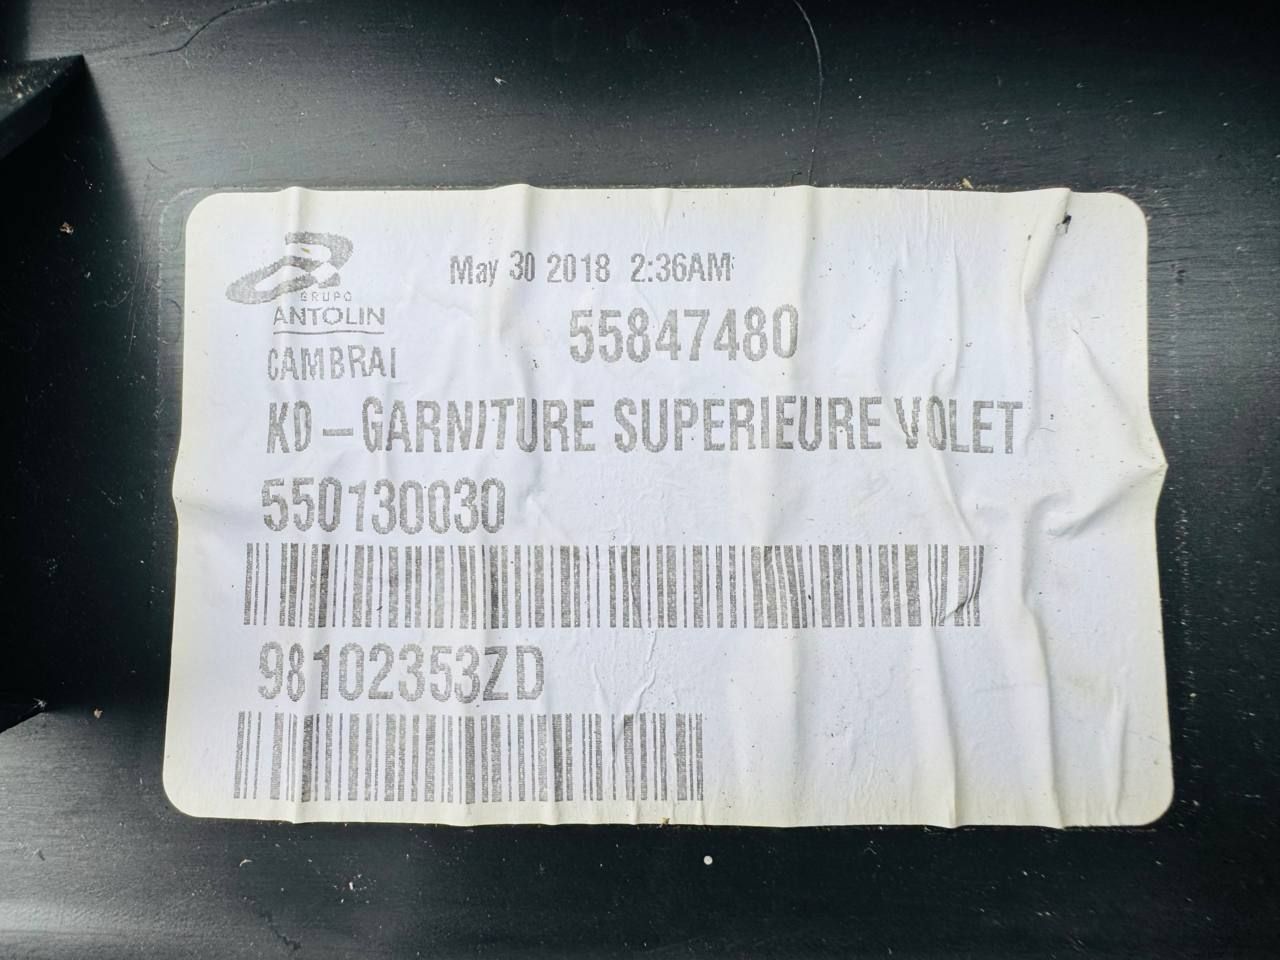 May 30 2018 2:36AM
GRUPO
ANTOLIN
55847480
CAMBRAI
KD-GARNITURE SUPERIEURE VOLET
550130030
98102353ZD